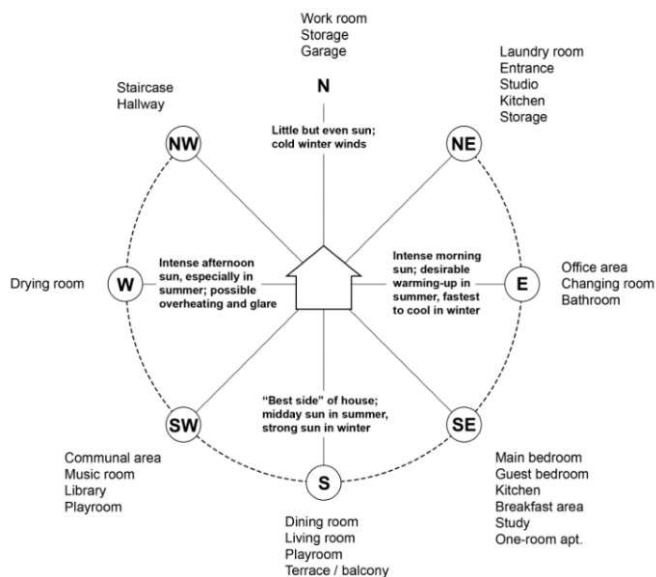 Work room
Storage
Garage
N
Little but even sun;
cold winter winds
Laundry room
Entrance
Studio
Kitchen
Storage
NE
Staircase
Hallway
NW
Intense afternoon
sun, especially in
summer; possible
overheating and glare
Intense morning
sun; desirable
warming-up in
summer, fastest
to cool in winter
Drying room
W
E
Office area
Changing room
Bathroom
"Best side" of house;
midday sun in summer,
strong sun in winter
SW
SE
Communal area
Music room
Library
Playroom
S
Main bedroom
Guest bedroom
Kitchen
Breakfast area
Study
One-room apt.
Dining room
Living room
Playroom
Terrace / balcony